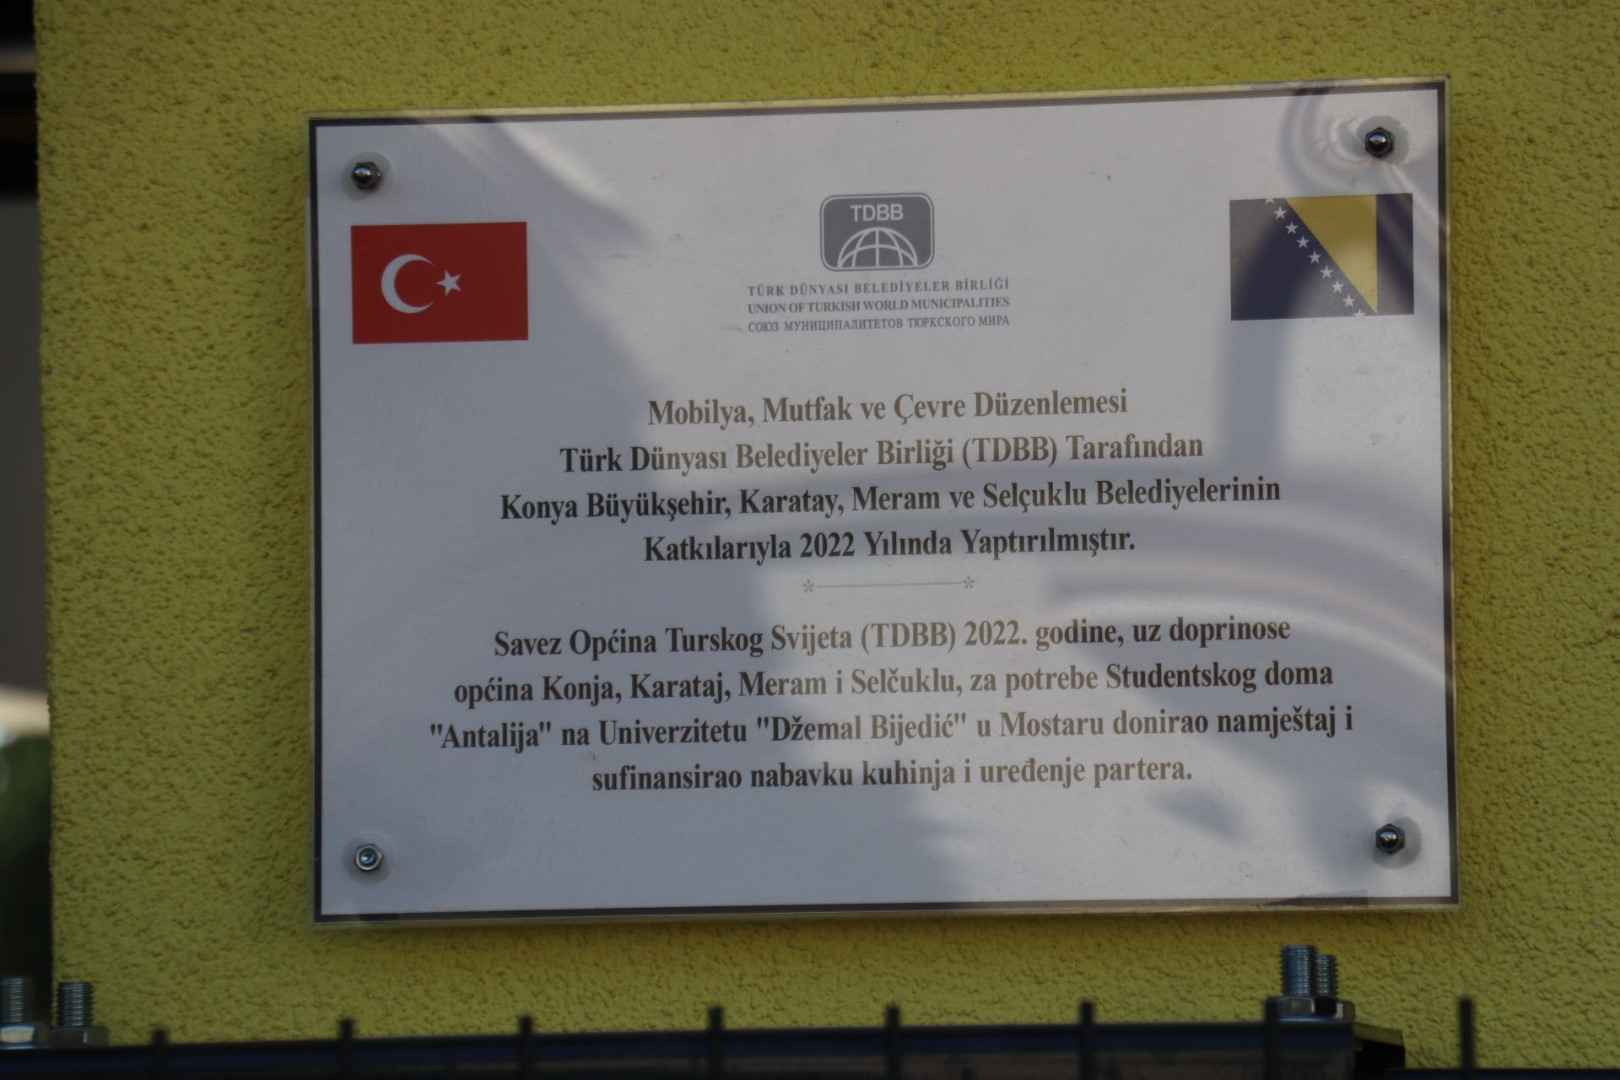 TDBB
TÜRK DÜNYASI BELEDİYELER BİRLİĞİ
UNION OF TURKISH WORLD MUNICIPALITIES
СОЮЗ МУНИЦИПАЛИТЕТОВ ТЮРКСКОГО МИРА
Mobilya, Mutfak ve Çevre Düzenlemesi
Türk Dünyası Belediyeler Birliği (TDBB) Tarafından
Konya Büyükşehir, Karatay, Meram ve Selçuklu Belediyelerinin
Katkılarıyla 2022 Yılında Yaptırılmıştır.
Savez Općina Turskog Svijeta (TDBB) 2022. godine, uz doprinose
općina Konja, Karataj, Meram i Selčuklu, za potrebe Studentskog doma
"Antalija" na Univerzitetu "Džemal Bijedić" u Mostaru donirao namještaj i
sufinansirao nabavku kuhinja i uređenje partera.